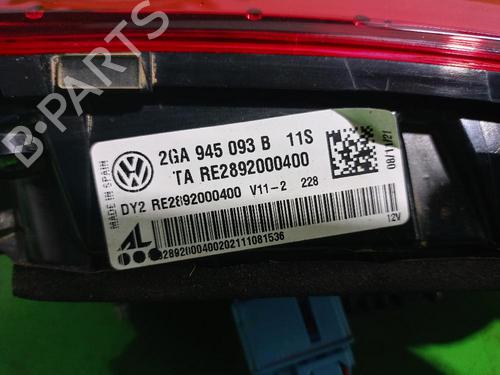 B-PARTS
MADE IN SPAIN
2GA 945 093 B 11S
TA RE2892000400
DY2 RE2892000400 V11-2 228
08/11/21
AL
12V